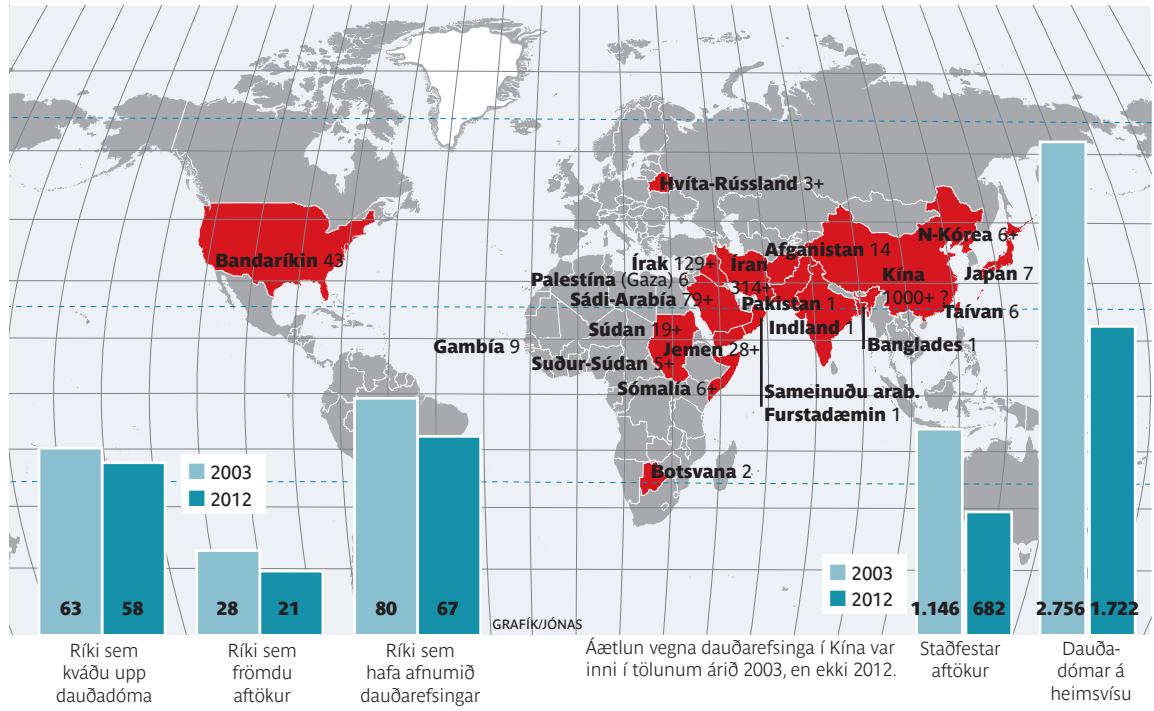 Hvíta-Rússland 3+
Bandaríkin 43
Írak 129+
Íran
314+
Afganistan 14
N-Kórea 6+
Palestína (Gaza) 6
Kína
1000+ ?
Japan 7
Sádi-Arabía 79+
Pakistan 1
Taívan 6
Súdan 19+
Indland 1
Gambía 9
Jemen 28+
Banglades 1
Suður-Súdan 5+
Sómalía 6+
Sameinuðu arab.
Furstadæmin 1
Botsvana 2
2003
2012
63
58
28
21
80
67
GRAFÍK/JÓNAS
2003
2012
1.146
682
2.756
1.722
Ríki sem
kváðu upp
dauðadóma
Ríki sem
frömdu
aftökur
Ríki sem
hafa afnumið
dauðarefsingar
Áætlun vegna dauðarefsinga í Kína var
inni í tölunum árið 2003, en ekki 2012.
Staðfestar
aftökur
Dauða-
dómar á
heimsvísu